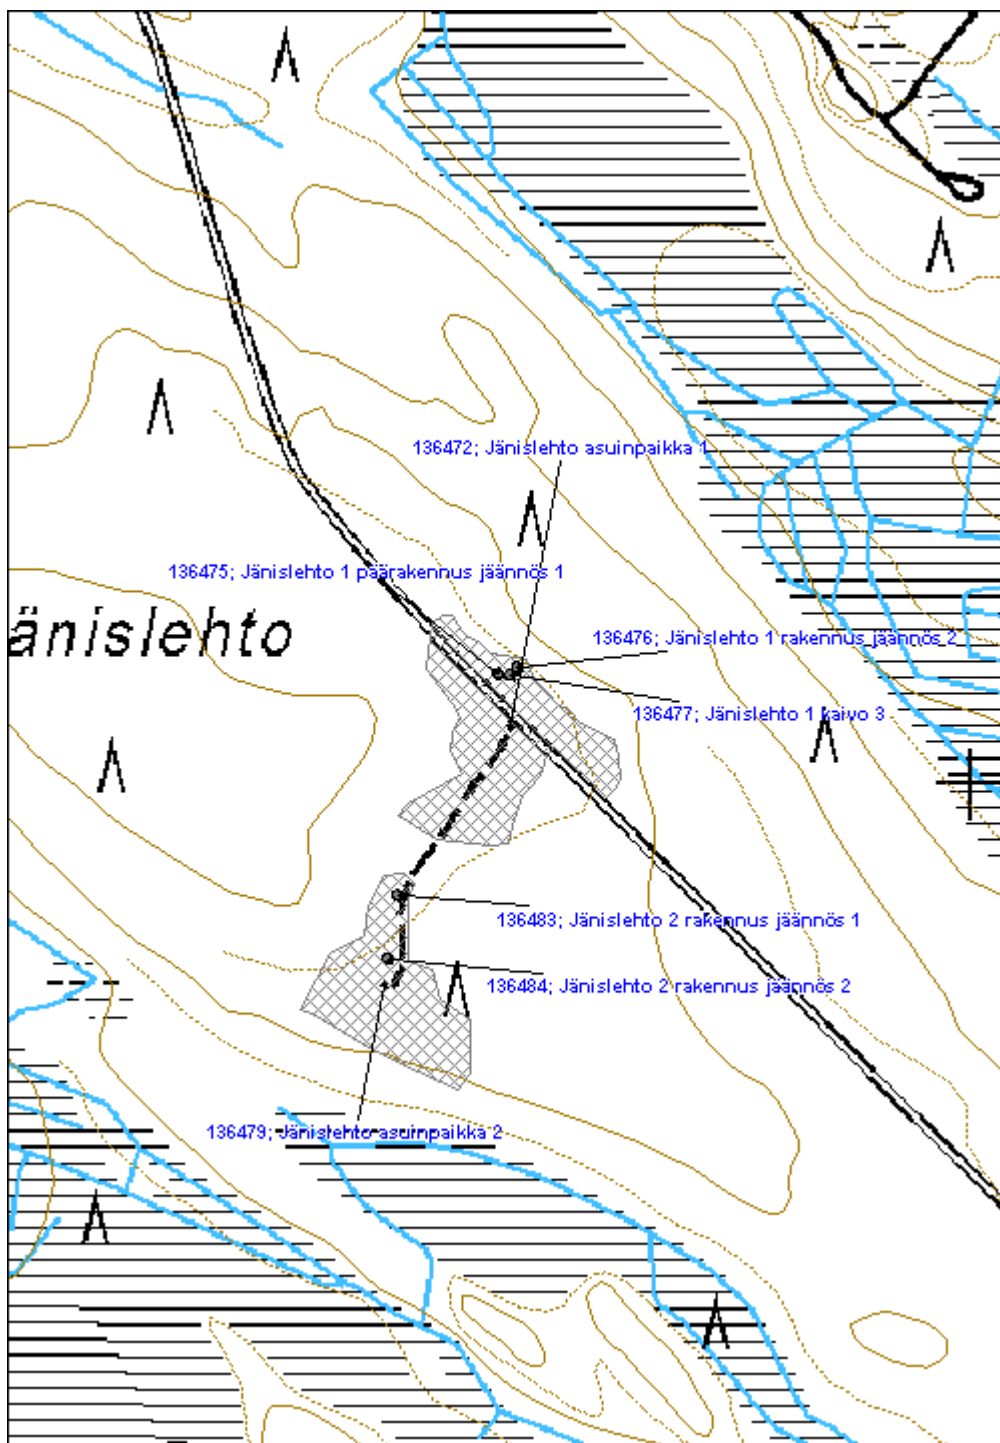 136472; Jänislehto asuinpaikka 1
136475; Jänislehto 1 päärakennus jäännös 1
änislehto
136476; Jänislehto 1 rakennus jäännös 2
136477; Jänislehto 1 kaivo 3
136483; Jänislehto 2 rakennus jäännös 1
136484; Jänislehto 2 rakennus jäännös 2
136479; Jänislehto asuinpaikka 2